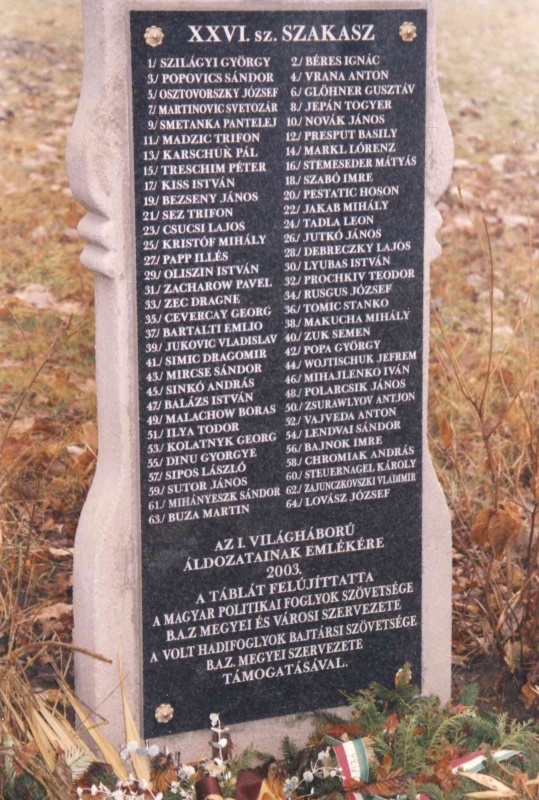 XXVI. sz. SZAKASZ
1/ SZILÁGYI GYÖRGY 2/ BÉRES IGNÁC
3/ POPOVICS SÁNDOR 4/ VRANA ANTON
5/ OSZTOVORSZKY JÓZSEF 6/ GLÖHNER GUSZTÁV
7/ MARTINOVIC SVETOZÁR 8/ JEPÁN TOGYER
9/ SMETANKA PANTELEJ 10/ NOVÁK JÁNOS
11/ MADZIC TRIFON 12/ PRESPUT BASILY
13/ KARSCHUK PÁL 14/ MARKL LÓRENZ
15/ TRESCHIM PÉTER 16/ STEMESEDER MÁTYÁS
17/ KISS ISTVÁN 18/ SZABÓ IMRE
19/ BEZSENY JÁNOS 20/ PESTATIC HOSON
21/ SEZ TRIFON 22/ JAKAB MIHÁLY
23/ CSUCSI LAJOS 24/ TADLA LEON
25/ KRISTÓF MIHÁLY 26/ JUTKÓ JÁNOS
27/ PAPP ILLÉS 28/ DEBRECZKY LAJOS
29/ OLISZIN ISTVÁN 30/ LYUBAS ISTVÁN
31/ ZACHAROW PAVEL 32/ PROCHKIV TEODOR
33/ ZEC DRAGNE 34/ RUSGUS JÓZSEF
35/ CEVERCAY GEORG 36/ TOMIC STANKO
37/ BARTALTI EMLIO 38/ MAKUCHA MIHÁLY
39/ JUKOVIC VLADISLAV 40/ ZUK SEMEN
41/ SIMIC DRAGOMIR 42/ POPA GYÖRGY
43/ MIRCSE SÁNDOR 44/ WOJTISCHUK JEFREM
45/ SINKÓ ANDRÁS 46/ MIHAJLENKO IVÁN
47/ BALÁZS ISTVÁN 48/ POLARCSIK JÁNOS
49/ MALACHOW BORAS 50/ ZSURAWLYOV ANTJON
51/ ILYA TODOR 52/ VAJVEDA ANTON
53/ KOLATNYK GEORG 54/ LENDVAI SÁNDOR
55/ DINU GYORGYE 56/ BAJNOK IMRE
57/ SIPOS LÁSZLÓ 58/ CHROMIAK ANDRÁS
59/ SUTOR JÁNOS 60/ STEUERNAGEL KÁROLY
61/ MIHÁNYESZK SÁNDOR 62/ ZAJUNCZKOVSZKI VLADIMIR
63/ BUZA MARTIN 64/ LOVÁSZ JÓZSEF
AZ I. VILÁGHÁBORÚ
ÁLDOZATAINAK EMLÉKÉRE
2003.
A TÁBLÁT FELÚJÍTTATTA
A MAGYAR POLITIKAI FOGLYOK SZÖVETSÉGE
B.A.Z MEGYEI ÉS VÁROSI SZERVEZETE
A VOLT HADIFOGLYOK BAJTÁRSI SZÖVETSÉGE
B.A.Z. MEGYEI SZERVEZETE
TÁMOGATÁSÁVAL.